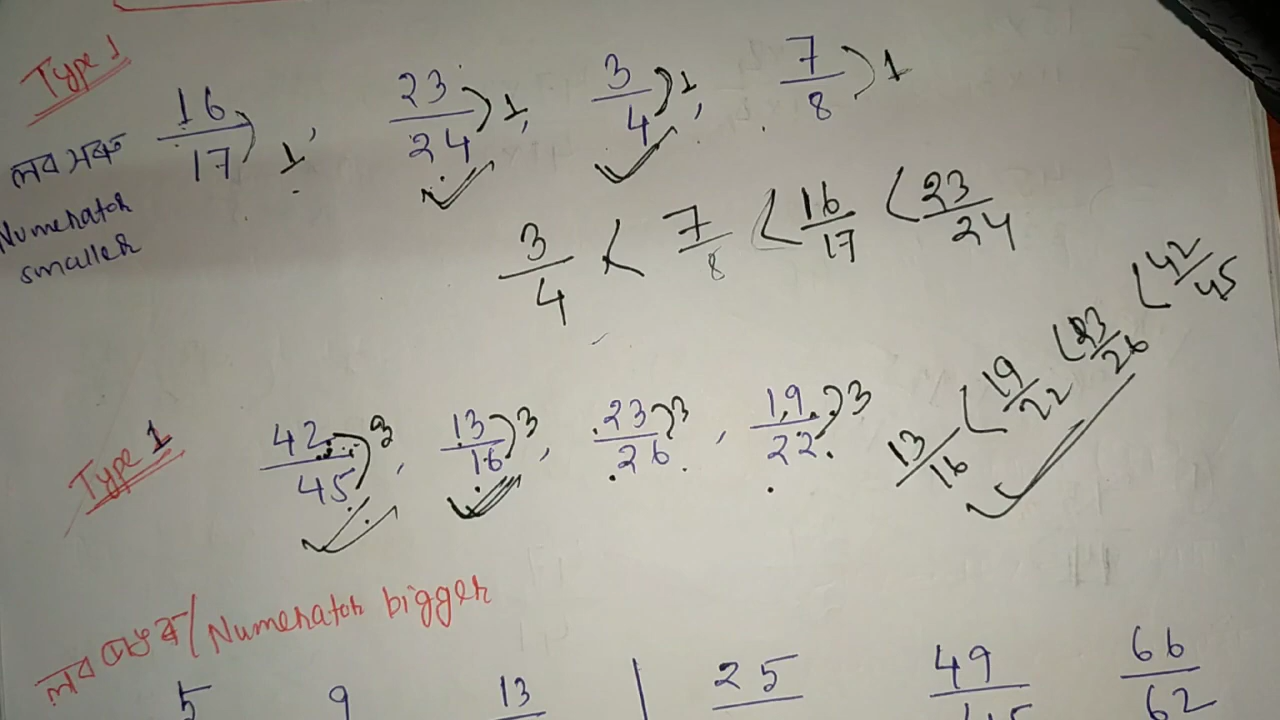 Type 1
লব সরু 16/17 ) 1, 23/24 ) 1, 3/4 ) 1, 7/8 ) 1
Numerator
smaller
3/4 < 7/8 < 16/17 < 23/24
Type 1
42/45 ) 3, 13/16 ) 3, 23/26 ) 3, 19/22 ) 3
13/16 < 19/22 < 23/26 < 42/45
লব / Numerator bigger
5 9 13 | 25 49/45 66/62